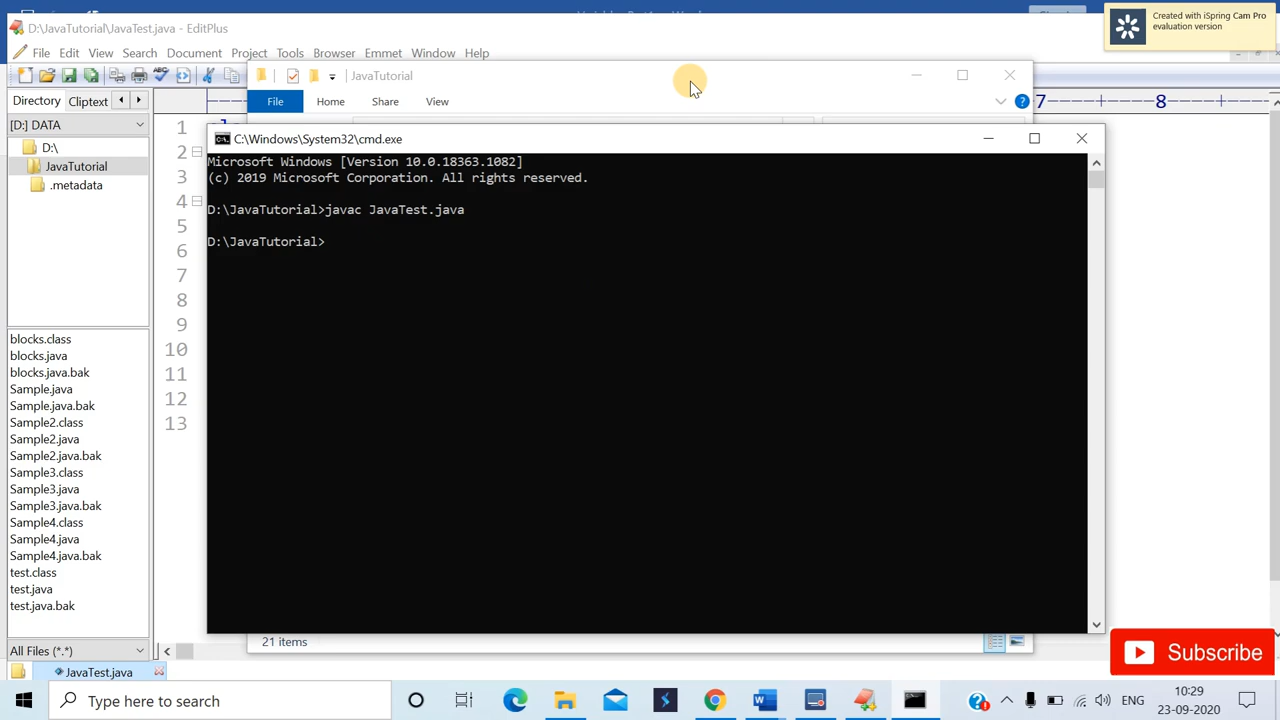 Created with iSpring Cam Pro
evaluation version
D:\JavaTutorial\JavaTest.java - EditPlus
File Edit View Search Document Project Tools Browser Emmet Window Help
JavaTutorial
Directory Cliptext
File Home Share View
7 8
[D:] DATA
D:\
JavaTutorial
.metadata
1
2
3
4
5
6
7
8
9
10
11
12
13
C:\Windows\System32\cmd.exe
Microsoft Windows [Version 10.0.18363.1082]
(c) 2019 Microsoft Corporation. All rights reserved.
D:\JavaTutorial>javac JavaTest.java
D:\JavaTutorial>
blocks.class
blocks.java
blocks.java.bak
Sample.java
Sample.java.bak
Sample2.class
Sample2.java
Sample2.java.bak
Sample3.class
Sample3.java
Sample3.java.bak
Sample4.class
Sample4.java
Sample4.java.bak
test.class
test.java
test.java.bak
21 items
All Files (*.*)
Subscribe
JavaTest.java
Type here to search
ENG
10:29
23-09-2020